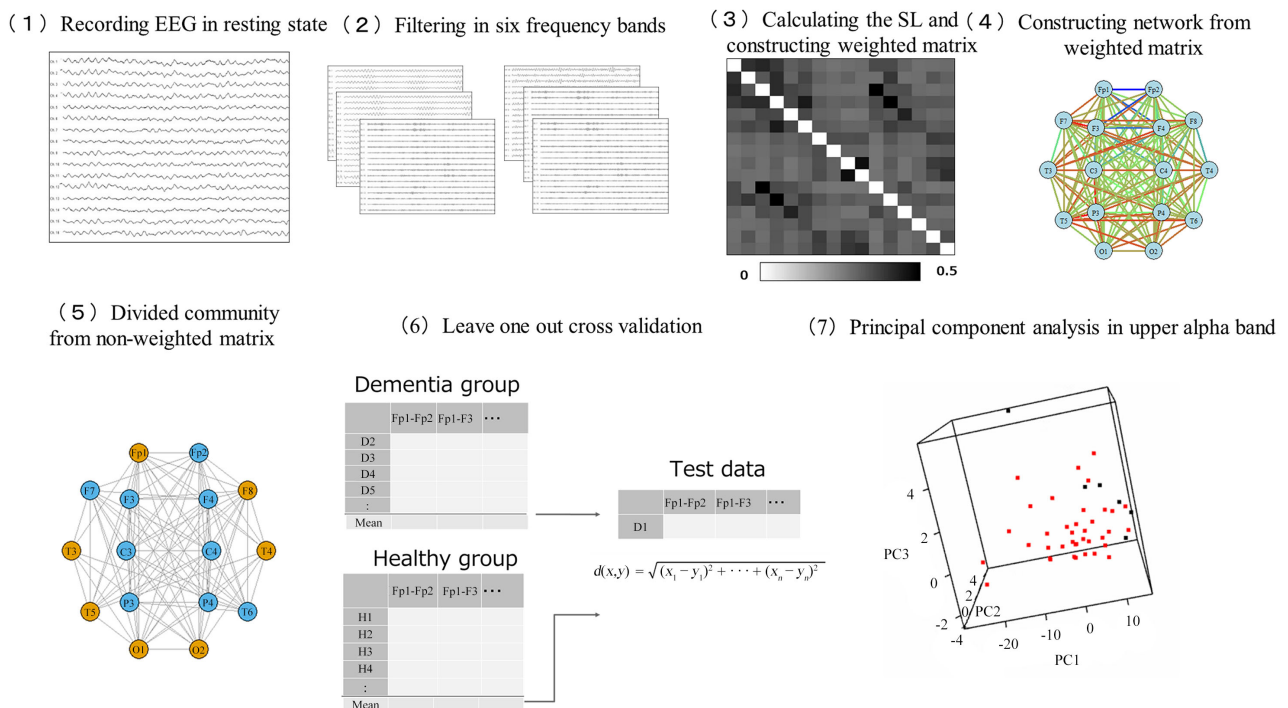 （1）Recording EEG in resting state
（2）Filtering in six frequency bands
（3）Calculating the SL and
constructing weighted matrix
0
0.5
（4）Constructing network from
weighted matrix
Fp1 Fp2
F7 F3 F4 F8
T3 C3 C4 T4
T5 P3 P4 T6
O1 O2
（5）Divided community
from non-weighted matrix
Fp1 Fp2
F7 F3 F4 F8
T3 C3 C4 T4
T5 P3 P4 T6
O1 O2
（6）Leave one out cross validation
Dementia group
Fp1-Fp2 Fp1-F3 ･･･
D2
D3
D4
D5
:
Mean
Healthy group
Fp1-Fp2 Fp1-F3 ･･･
H1
H2
H3
H4
:
Mean
Test data
Fp1-Fp2 Fp1-F3 ･･･
D1
d(x,y) = √(x₁ − y₁)² + ⋯ + (xₙ − yₙ)²
（7）Principal component analysis in upper alpha band
4
2
0
-2
PC3
4
2
0
-4
PC2
-20 -10 0 10
PC1